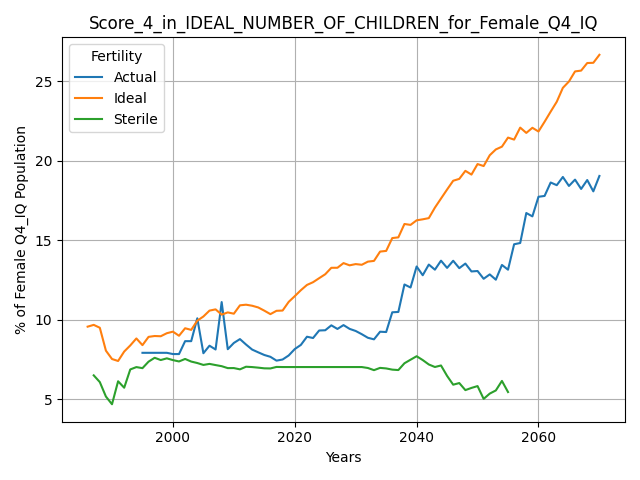 Score_4_in_IDEAL_NUMBER_OF_CHILDREN_for_Female_Q4_IQ
Fertility
Actual
Ideal
Sterile
% of Female Q4_IQ Population
25
20
15
10
5
2000
2020
2040
2060
Years